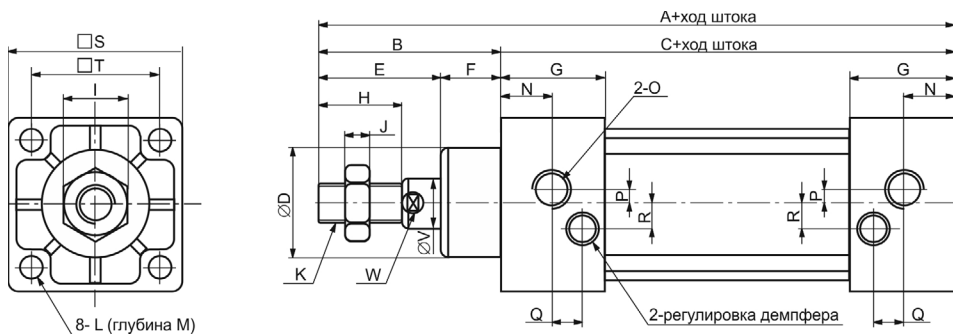 □S
□T
I
8- L (глубина M)
A+ход штока
B
C+ход штока
E
F
G
G
H
N
2-O
N
J
ØD
P
P
R
R
ØV
K
W
Q
2-регулировка демпфера
Q